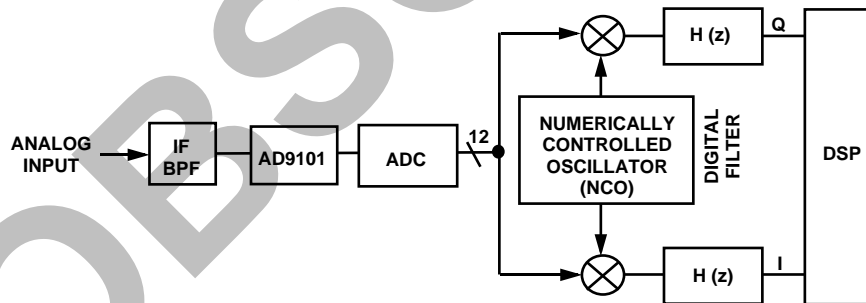 ANALOG
INPUT
IF
BPF
AD9101
ADC
12
H (z)
Q
NUMERICALLY
CONTROLLED
OSCILLATOR
(NCO)
DIGITAL
FILTER
DSP
H (z)
I